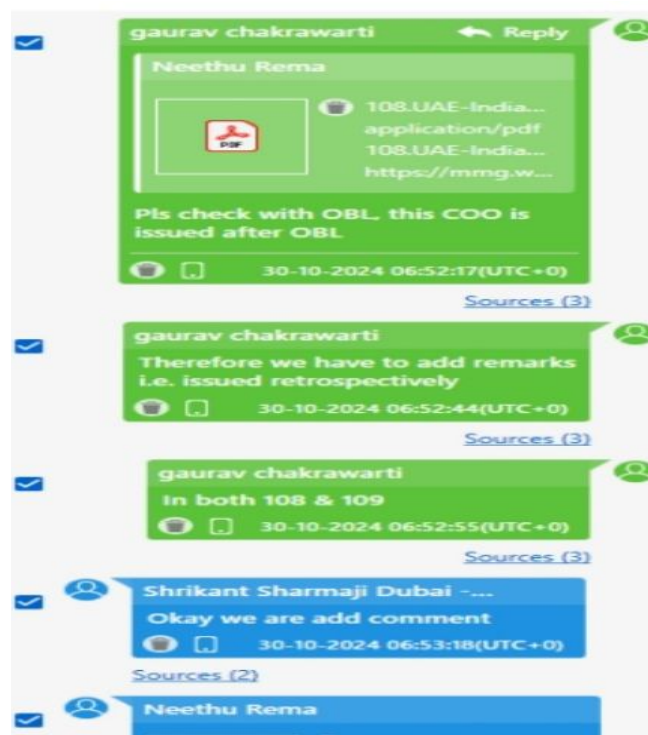 gaurav chakrawarti Reply
Neethu Rema
PDF
108.UAE-India...
application/pdf
108.UAE-India...
https://mmg.w...
Pls check with OBL, this COO is
issued after OBL
30-10-2024 06:52:17(UTC+0)
Sources (3)
gaurav chakrawarti
Therefore we have to add remarks
i.e. issued retrospectively
30-10-2024 06:52:44(UTC+0)
Sources (3)
gaurav chakrawarti
In both 108 & 109
30-10-2024 06:52:55(UTC+0)
Sources (3)
Shrikant Sharmaji Dubai -...
Okay we are add comment
30-10-2024 06:53:18(UTC+0)
Sources (2)
Neethu Rema